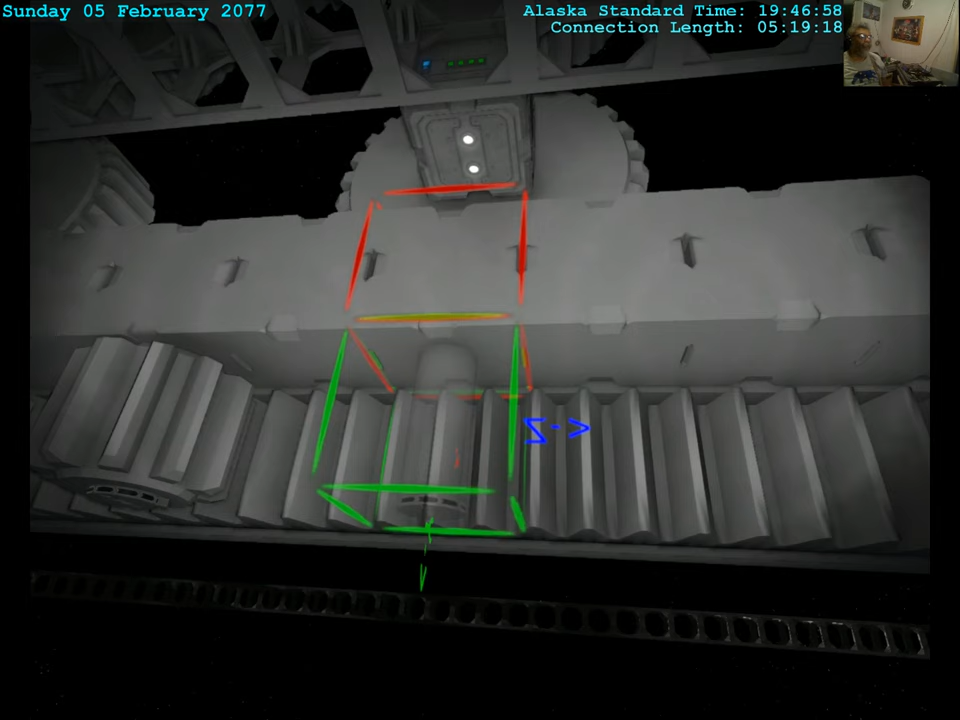 Sunday 05 February 2077
Alaska Standard Time: 19:46:58
Connection Length: 05:19:18
Z-<